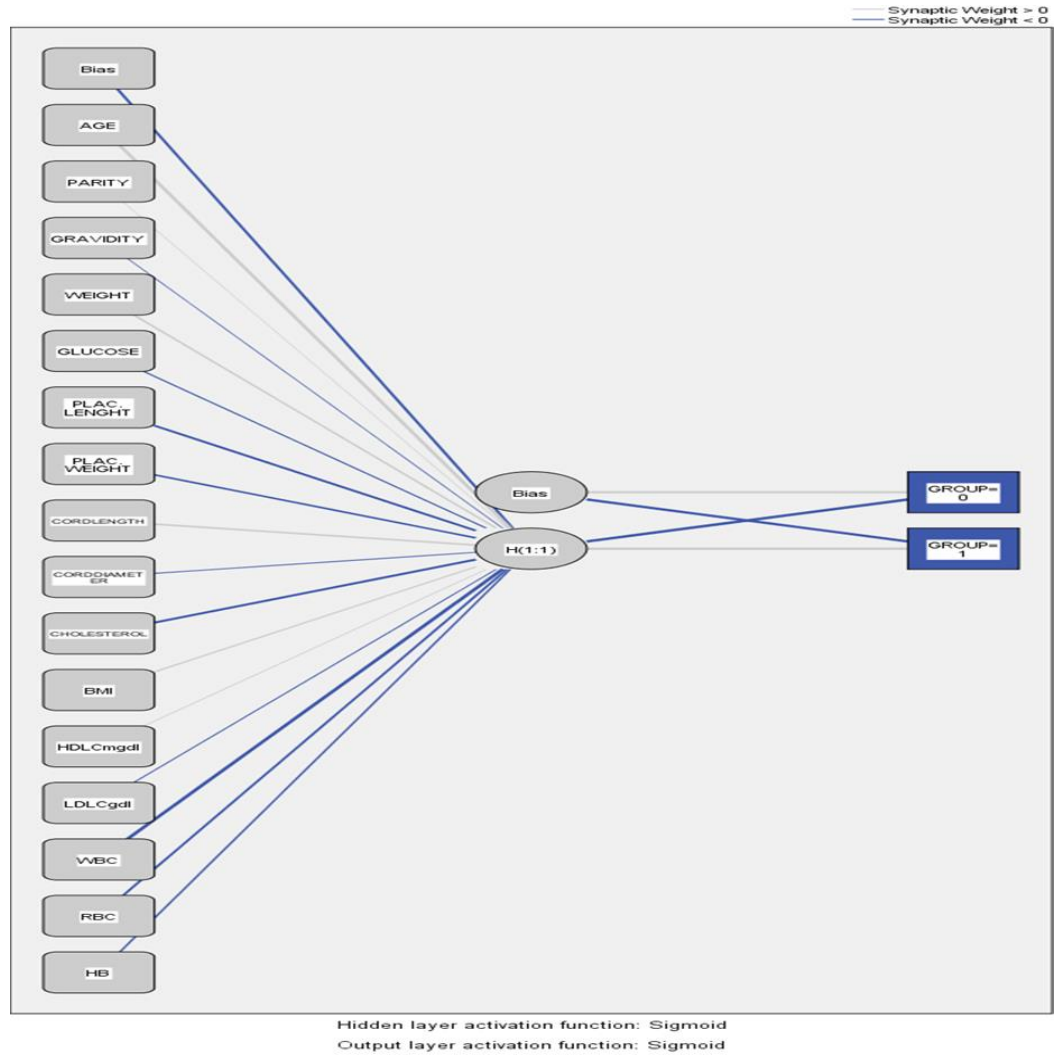 Synaptic Weight > 0
Synaptic Weight < 0
Bias
AGE
PARITY
GRAVIDITY
WEIGHT
GLUCOSE
PLAC.
LENGHT
PLAC.
WEIGHT
CORDLENGTH
CORDDIAMET
ER
CHOLESTEROL
BMI
HDLCmgdl
LDLCgdl
WBC
RBC
HB
Bias
H(1:1)
GROUP=
0
GROUP=
1
Hidden layer activation function: Sigmoid
Output layer activation function: Sigmoid